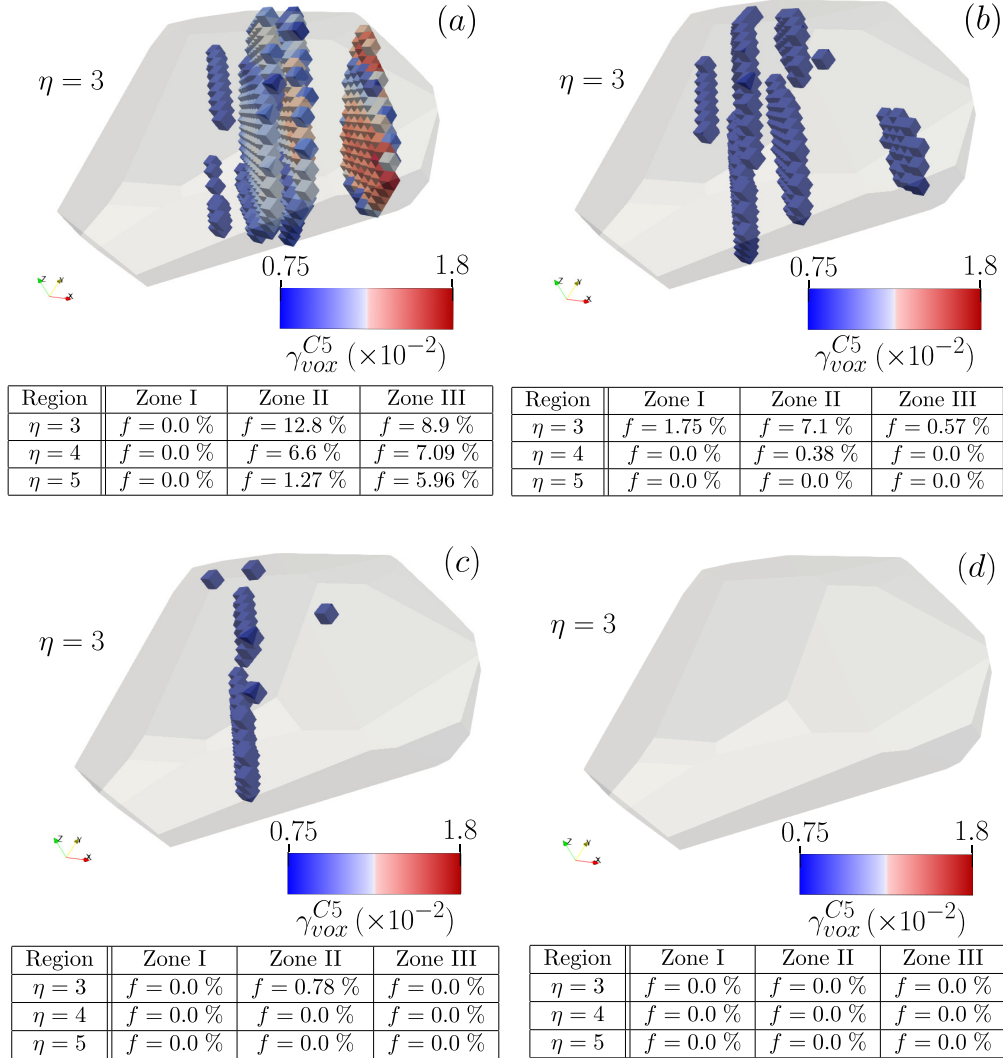 (a)
η = 3
Z Y X
0.75 1.8
γ_{vox}^{C5} (×10^{-2})
Region Zone I Zone II Zone III
η = 3 f = 0.0 % f = 12.8 % f = 8.9 %
η = 4 f = 0.0 % f = 6.6 % f = 7.09 %
η = 5 f = 0.0 % f = 1.27 % f = 5.96 %
(b)
η = 3
Z Y X
0.75 1.8
γ_{vox}^{C5} (×10^{-2})
Region Zone I Zone II Zone III
η = 3 f = 1.75 % f = 7.1 % f = 0.57 %
η = 4 f = 0.0 % f = 0.38 % f = 0.0 %
η = 5 f = 0.0 % f = 0.0 % f = 0.0 %
(c)
η = 3
Z Y X
0.75 1.8
γ_{vox}^{C5} (×10^{-2})
Region Zone I Zone II Zone III
η = 3 f = 0.0 % f = 0.78 % f = 0.0 %
η = 4 f = 0.0 % f = 0.0 % f = 0.0 %
η = 5 f = 0.0 % f = 0.0 % f = 0.0 %
(d)
η = 3
Z Y X
0.75 1.8
γ_{vox}^{C5} (×10^{-2})
Region Zone I Zone II Zone III
η = 3 f = 0.0 % f = 0.0 % f = 0.0 %
η = 4 f = 0.0 % f = 0.0 % f = 0.0 %
η = 5 f = 0.0 % f = 0.0 % f = 0.0 %